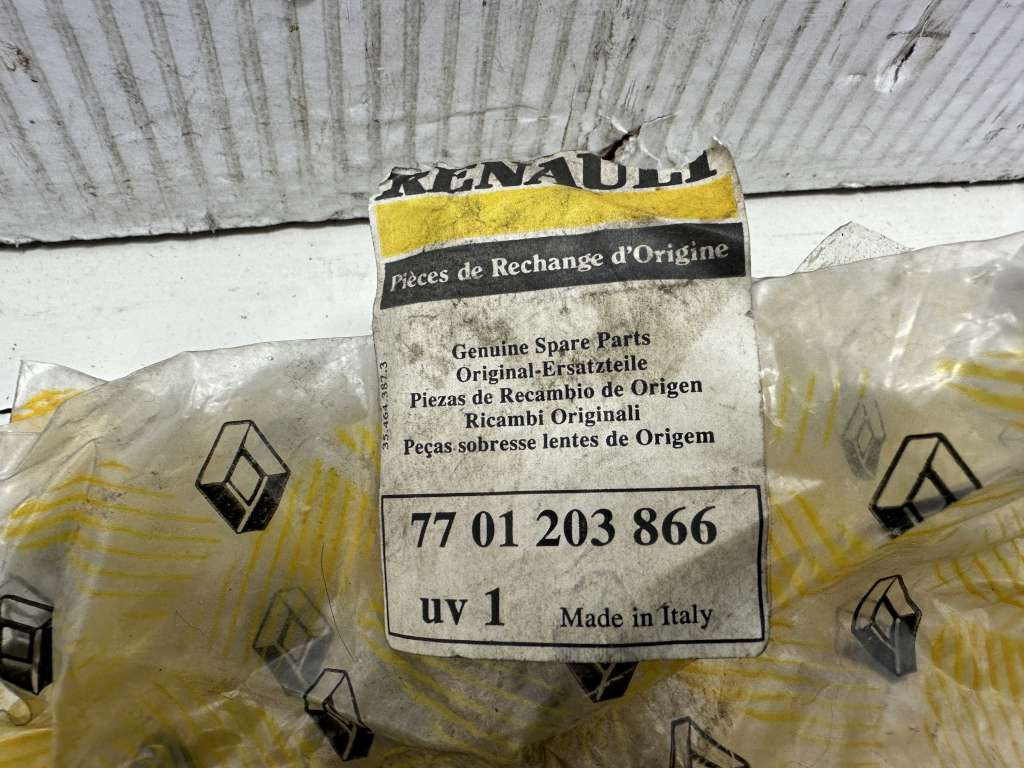 RENAULT
Pièces de Rechange d'Origine
Genuine Spare Parts
Original-Ersatzteile
Piezas de Recambio de Origen
Ricambi Originali
Peças sobresse lentes de Origem
35.464.387.3
77 01 203 866
uv 1 Made in Italy